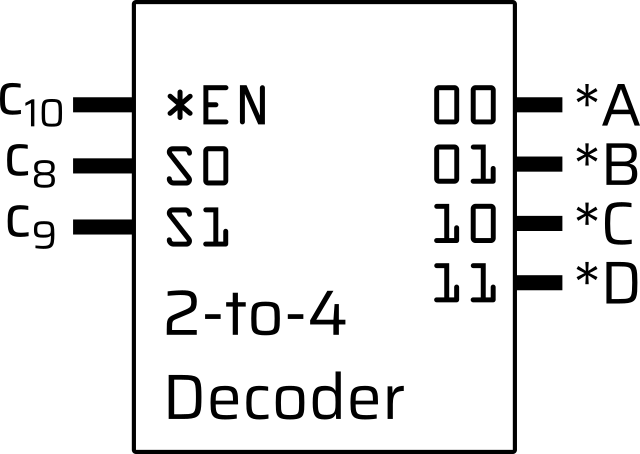 C10 *EN 00 *A
C8 S0 01 *B
C9 S1 10 *C
11 *D
2-to-4
Decoder